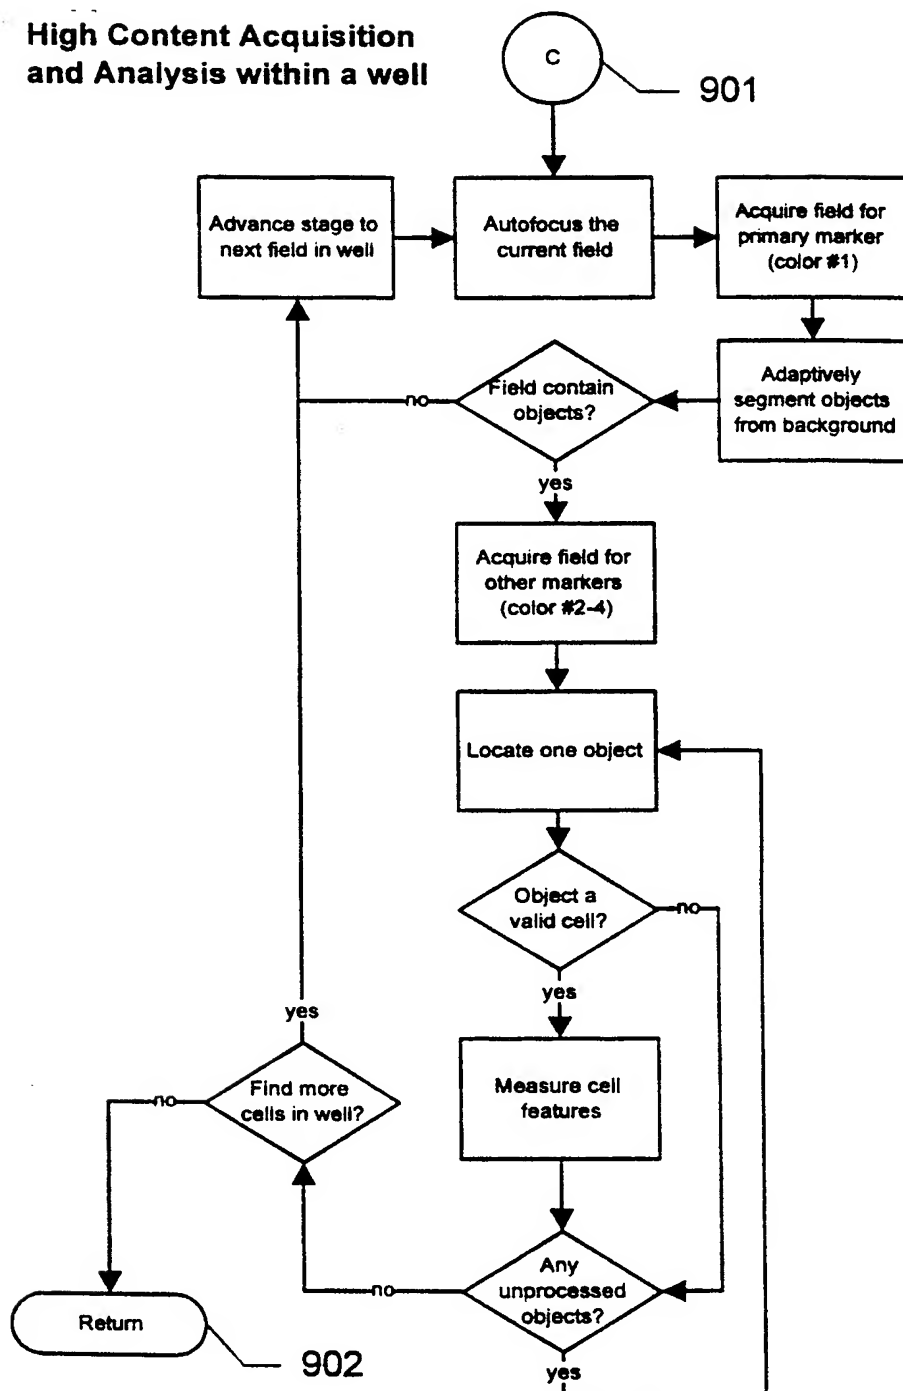 High Content Acquisition
and Analysis within a well
C
901
Advance stage to
next field in well
Autofocus the
current field
Acquire field for
primary marker
(color #1)
Field contain
objects?
no
Adaptively
segment objects
from background
yes
Acquire field for
other markers
(color #2-4)
Locate one object
Object a
valid cell?
no
yes
Measure cell
features
yes
Find more
cells in well?
no
Any
unprocessed
objects?
no
yes
Return
902